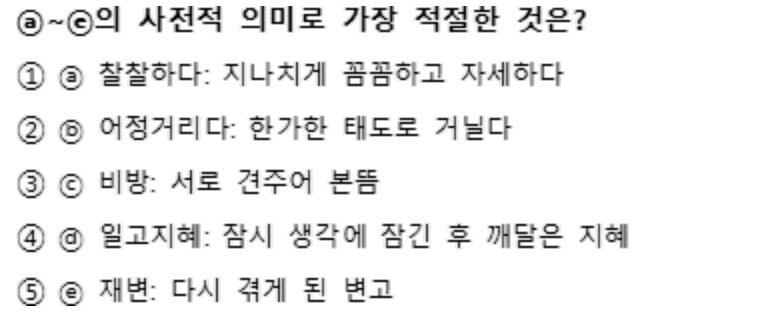 ⓐ~ⓔ의 사전적 의미로 가장 적절한 것은?
① ⓐ 찰찰하다: 지나치게 꼼꼼하고 자세하다
② ⓑ 어정거리다: 한가한 태도로 거닐다
③ ⓒ 비방: 서로 견주어 본뜸
④ ⓓ 일고지혜: 잠시 생각에 잠긴 후 깨달은 지혜
⑤ ⓔ 재변: 다시 겪게 된 변고